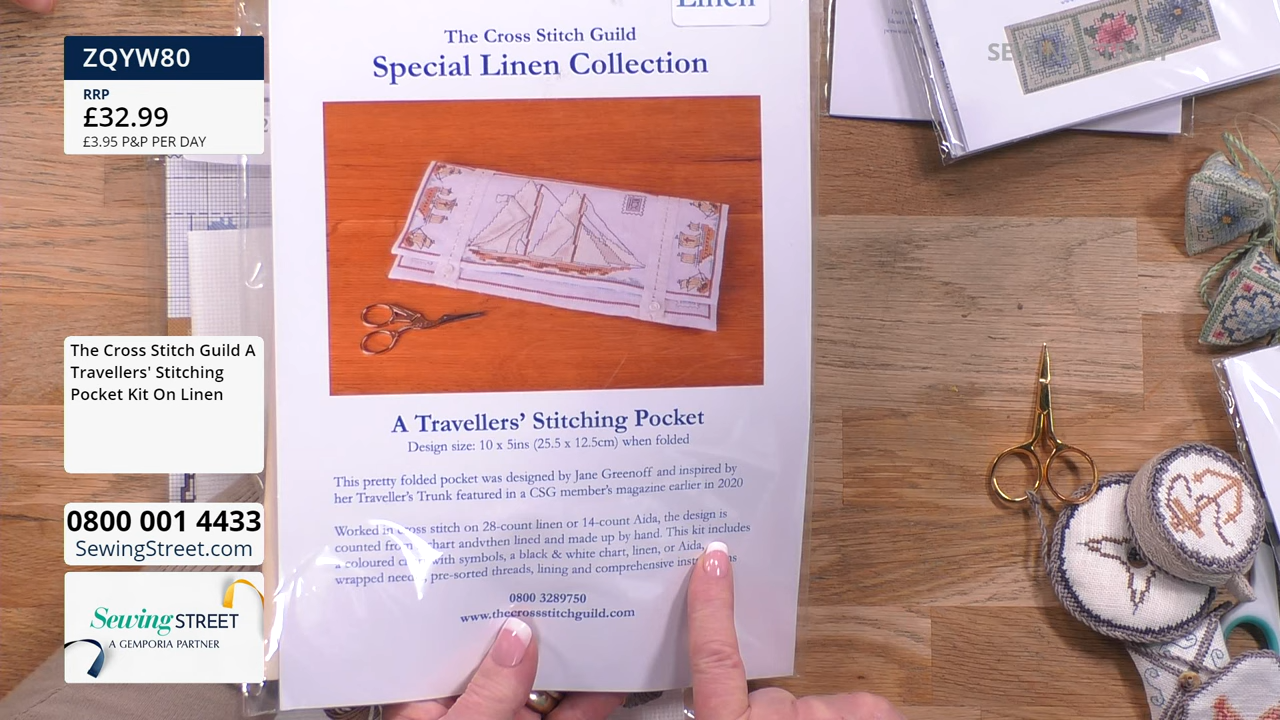 ZQYW80
RRP
£32.99
£3.95 P&P PER DAY
The Cross Stitch Guild A
Travellers' Stitching
Pocket Kit On Linen
0800 001 4433
SewingStreet.com
Sewing STREET
A GEMPORIA PARTNER
Linen
The Cross Stitch Guild
Special Linen Collection
A Travellers' Stitching Pocket
Design size: 10 x 5ins (25.5 x 12.5cm) when folded
This pretty folded pocket was designed by Jane Greenoff and inspired by
her Traveller's Trunk featured in a CSG member's magazine earlier in 2020
Worked in cross stitch on 28-count linen or 14-count Aida, the design is
counted from chart andvthen lined and made up by hand. This kit includes
a coloured with symbols, a black & white chart, linen, or Aida,
wrapped pre-sorted threads, lining and comprehensive
0800 3289750
www.thecrossstitchguild.com